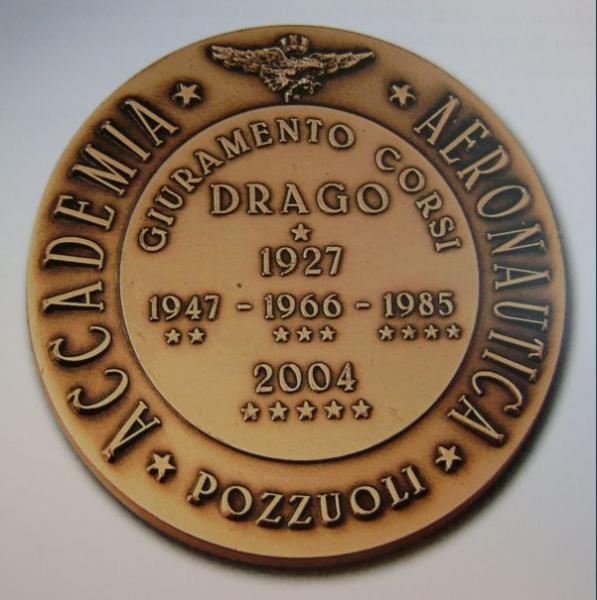 ACCADEMIA AERONAUTICA
GIURAMENTO CORSI
DRAGO
1927
1947 - 1966 - 1985
2004
POZZUOLI